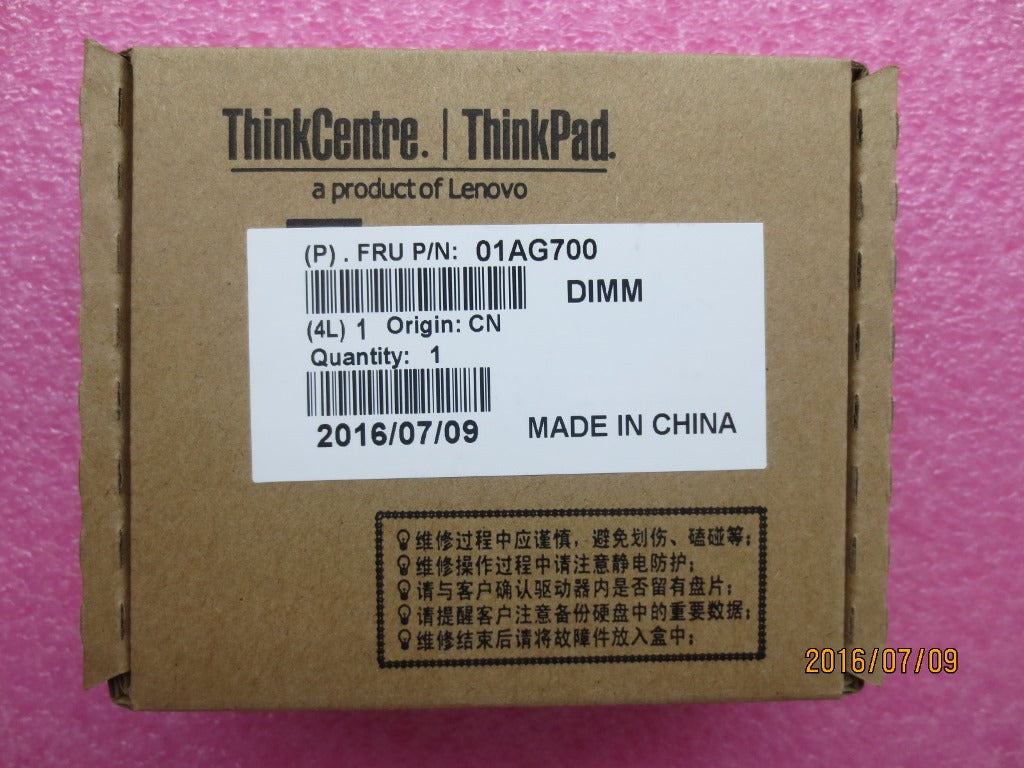 ThinkCentre. | ThinkPad.
a product of Lenovo
(P) . FRU P/N: 01AG700
DIMM
(4L) 1 Origin: CN
Quantity: 1
2016/07/09 MADE IN CHINA
维修过程中应谨慎，避免划伤、磕碰等；
维修操作过程中请注意静电防护；
请与客户确认驱动器内是否留有盘片；
请提醒客户注意备份硬盘中的重要数据；
维修结束后请将故障件放入盒中；
2016/07/09